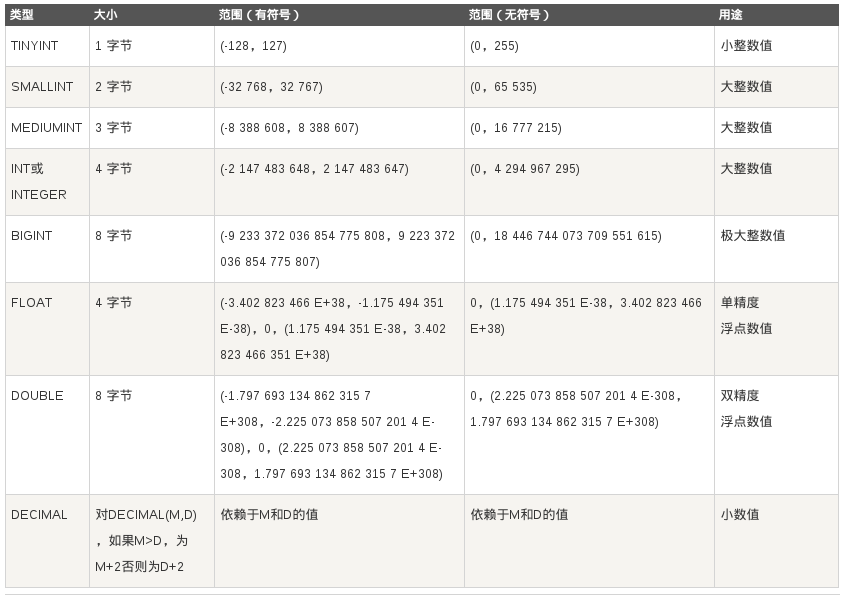 类型 大小 范围（有符号） 范围（无符号） 用途
TINYINT 1 字节 (-128，127) (0，255) 小整数值
SMALLINT 2 字节 (-32 768，32 767) (0，65 535) 大整数值
MEDIUMINT 3 字节 (-8 388 608，8 388 607) (0，16 777 215) 大整数值
INT或 4 字节 (-2 147 483 648，2 147 483 647) (0，4 294 967 295) 大整数值
INTEGER
BIGINT 8 字节 (-9 233 372 036 854 775 808，9 223 372 (0，18 446 744 073 709 551 615) 极大整数值
036 854 775 807)
FLOAT 4 字节 (-3.402 823 466 E+38，-1.175 494 351 0，(1.175 494 351 E-38，3.402 823 466 单精度
E-38)，0，(1.175 494 351 E-38，3.402 E+38) 浮点数值
823 466 351 E+38)
DOUBLE 8 字节 (-1.797 693 134 862 315 7 0，(2.225 073 858 507 201 4 E-308， 双精度
E+308，-2.225 073 858 507 201 4 E- 1.797 693 134 862 315 7 E+308) 浮点数值
308)，0，(2.225 073 858 507 201 4 E-
308，1.797 693 134 862 315 7 E+308)
DECIMAL 对DECIMAL(M,D) 依赖于M和D的值 依赖于M和D的值 小数值
，如果M>D，为
M+2否则为D+2